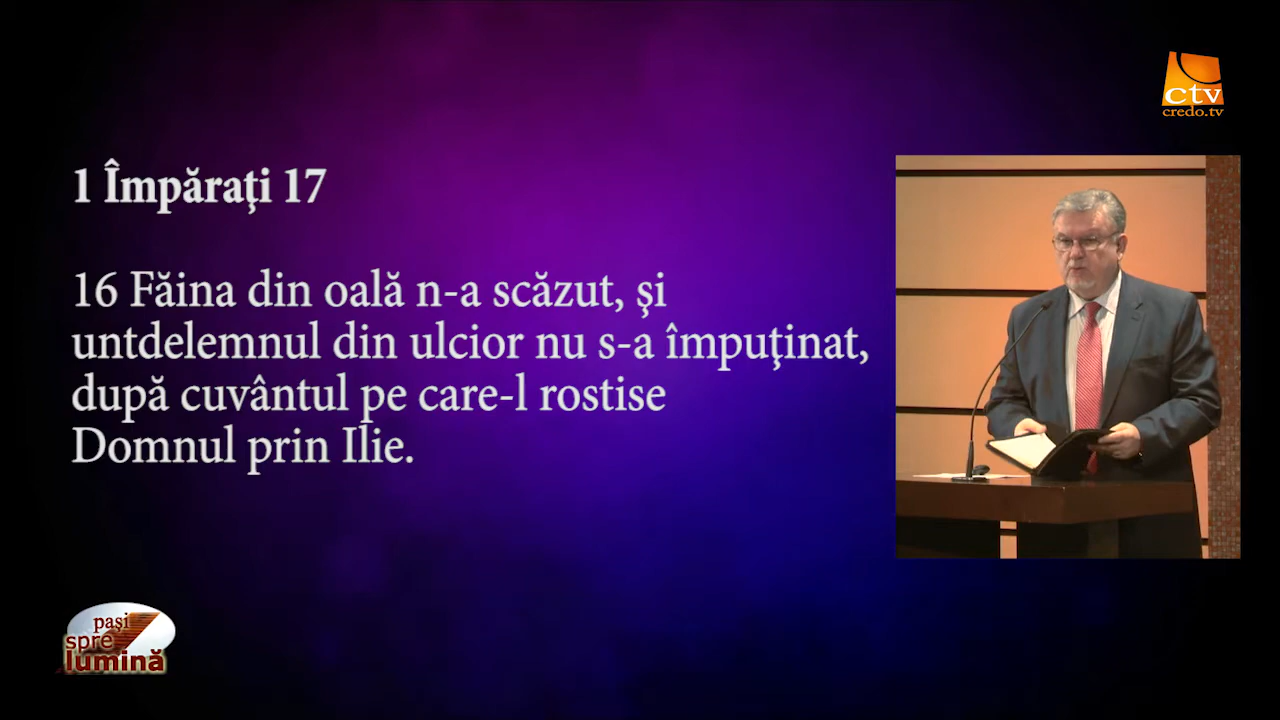 ctv
credo.tv
1 Împăraţi 17
16 Făina din oală n-a scăzut, şi
untdelemnul din ulcior nu s-a împuţinat,
după cuvântul pe care-l rostise
Domnul prin Ilie.
paşi
spre
lumină